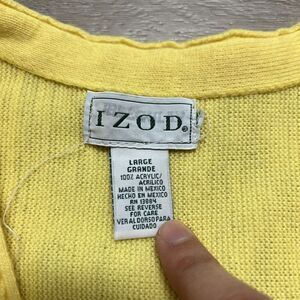 IZOD®
LARGE
GRANDE
100% ACRYLIC/
ACRILICO
MADE IN MEXICO
HECHO EN MEXICO
RN 13884
SEE REVERSE
FOR CARE
VER AL DORSO PARA
CUIDADO